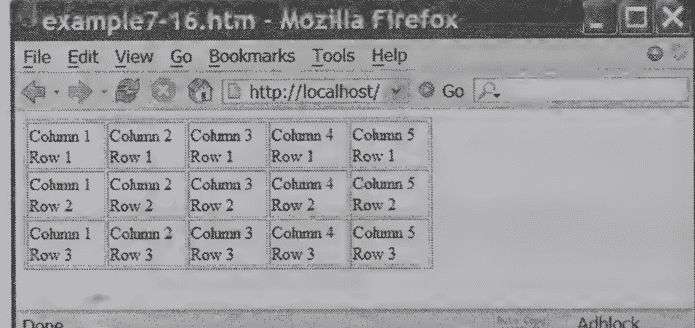 example7-16.htm - Mozilla Firefox
File Edit View Go Bookmarks Tools Help
http://localhost/ Go
Column 1 Column 2 Column 3 Column 4 Column 5
Row 1 Row 1 Row 1 Row 1 Row 1
Column 1 Column 2 Column 3 Column 4 Column 5
Row 2 Row 2 Row 2 Row 2 Row 2
Column 1 Column 2 Column 3 Column 4 Column 5
Row 3 Row 3 Row 3 Row 3 Row 3
Done Adblock